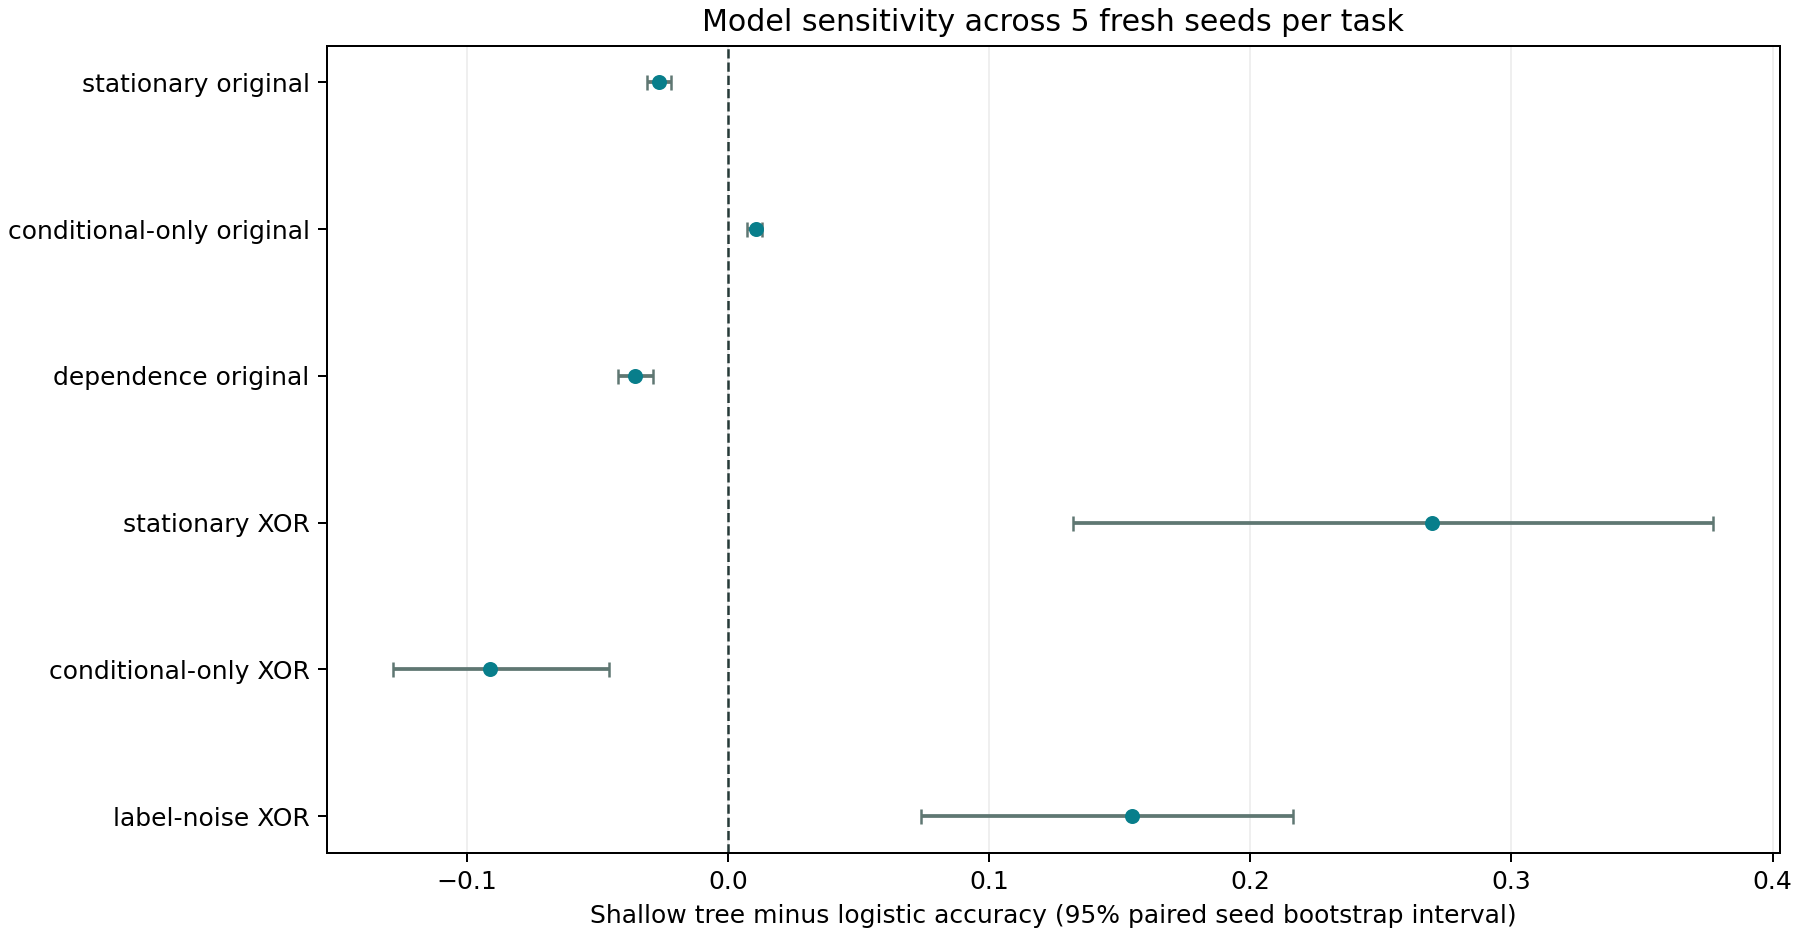 Model sensitivity across 5 fresh seeds per task
stationary original
conditional-only original
dependence original
stationary XOR
conditional-only XOR
label-noise XOR
−0.1 0.0 0.1 0.2 0.3 0.4
Shallow tree minus logistic accuracy (95% paired seed bootstrap interval)